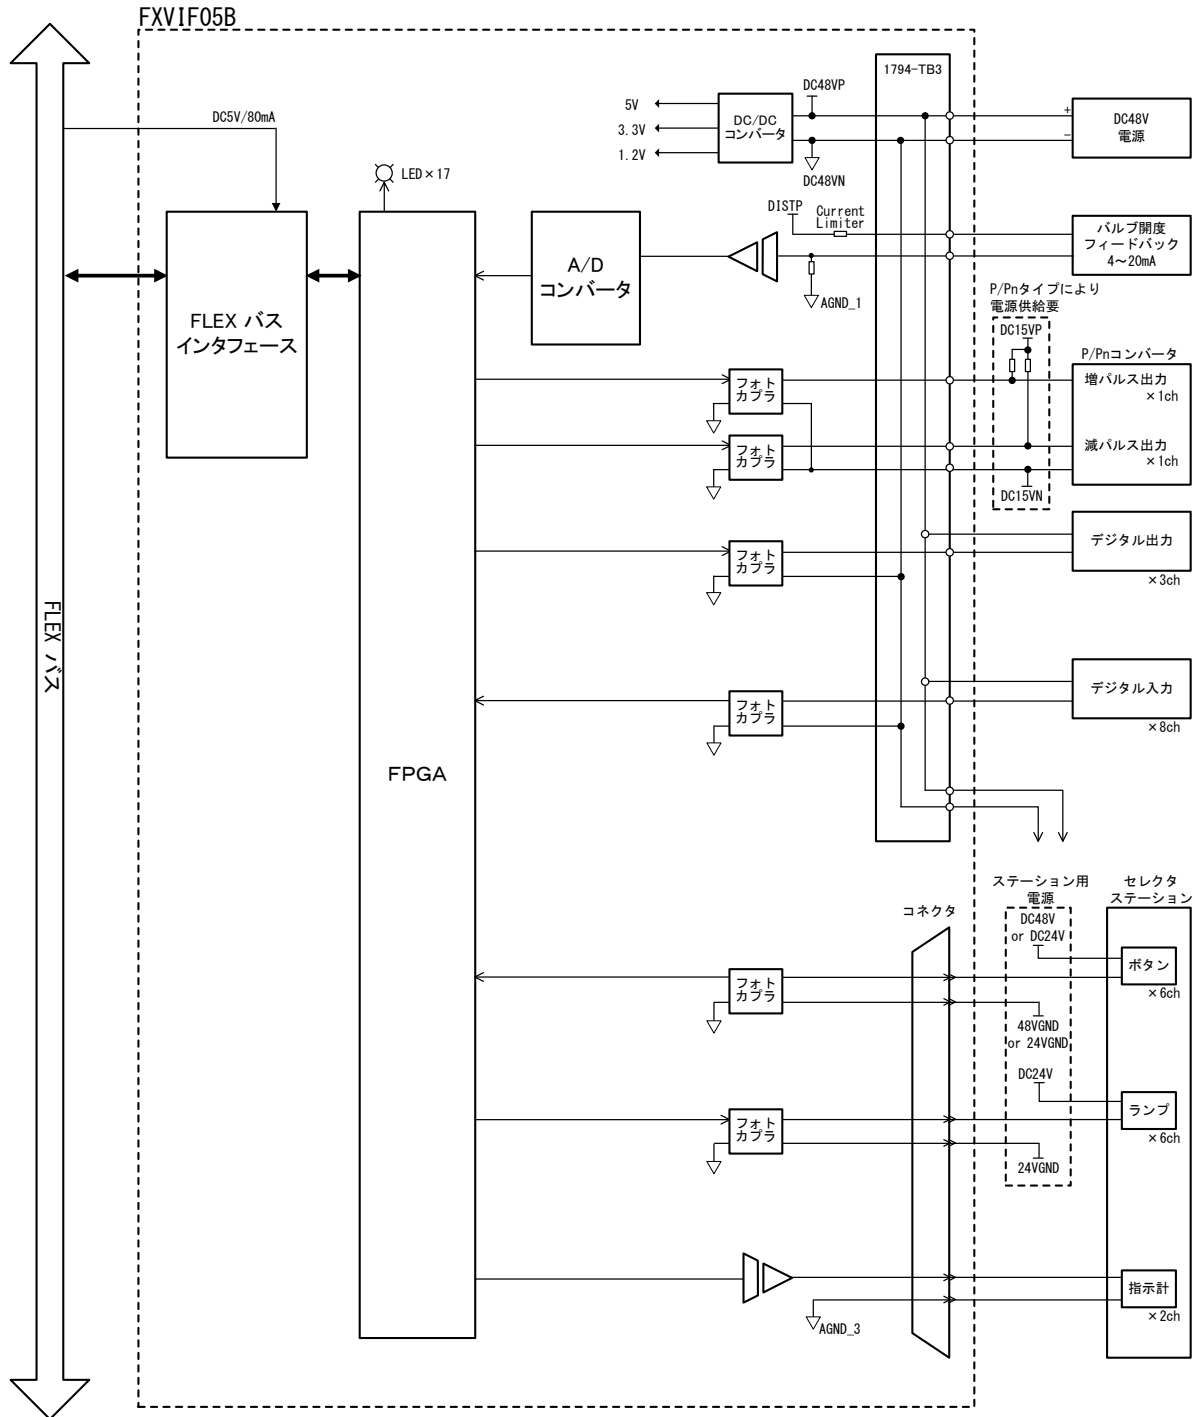 FXVIF05B
1794-TB3
DC48VP
5V
3.3V
1.2V
DC/DC
コンバータ
DC48VN
+
−
DC48V
電源
DC5V/80mA
LED×17
DISTP
Current
Limiter
AGND_1
バルブ開度
フィードバック
4～20mA
FLEX バス
インタフェース
A/D
コンバータ
P/Pnタイプにより
電源供給要
DC15VP
P/Pnコンバータ
フォト
カプラ
増パルス出力
×1ch
フォト
カプラ
減パルス出力
×1ch
DC15VN
フォト
カプラ
デジタル出力
×3ch
FLEX バス
フォト
カプラ
デジタル入力
×8ch
FPGA
コネクタ
ステーション用
電源
セレクタ
ステーション
DC48V
or DC24V
フォト
カプラ
ボタン
×6ch
48VGND
or 24VGND
DC24V
フォト
カプラ
ランプ
×6ch
24VGND
指示計
×2ch
AGND_3